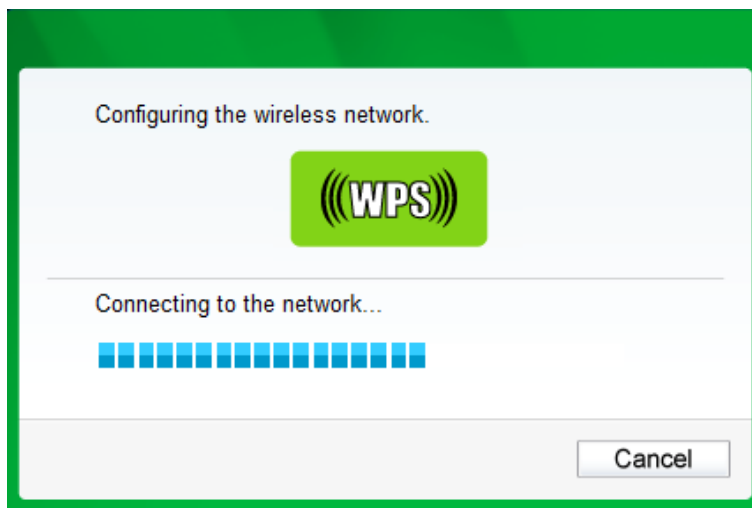 Configuring the wireless network.
(((WPS)))
Connecting to the network...
Cancel